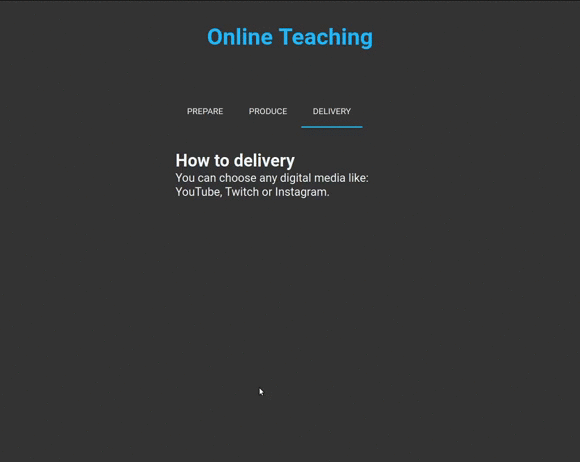 Online Teaching
PREPARE PRODUCE DELIVERY
How to delivery
You can choose any digital media like:
YouTube, Twitch or Instagram.